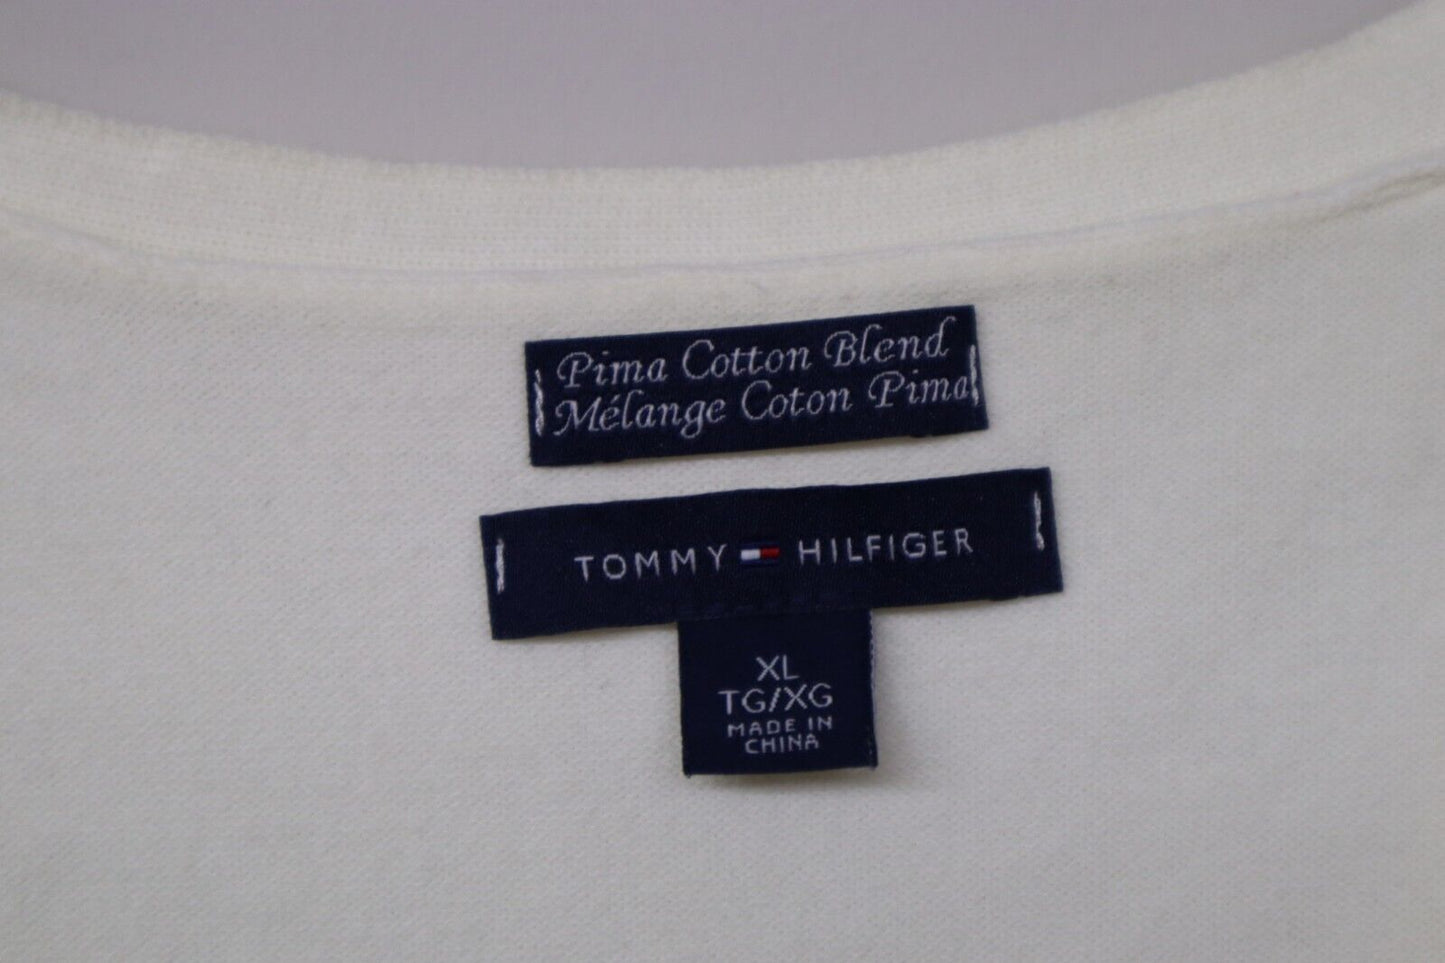 Pima Cotton Blend
Mélange Coton Pima
TOMMY HILFIGER
XL
TG/XG
MADE IN
CHINA